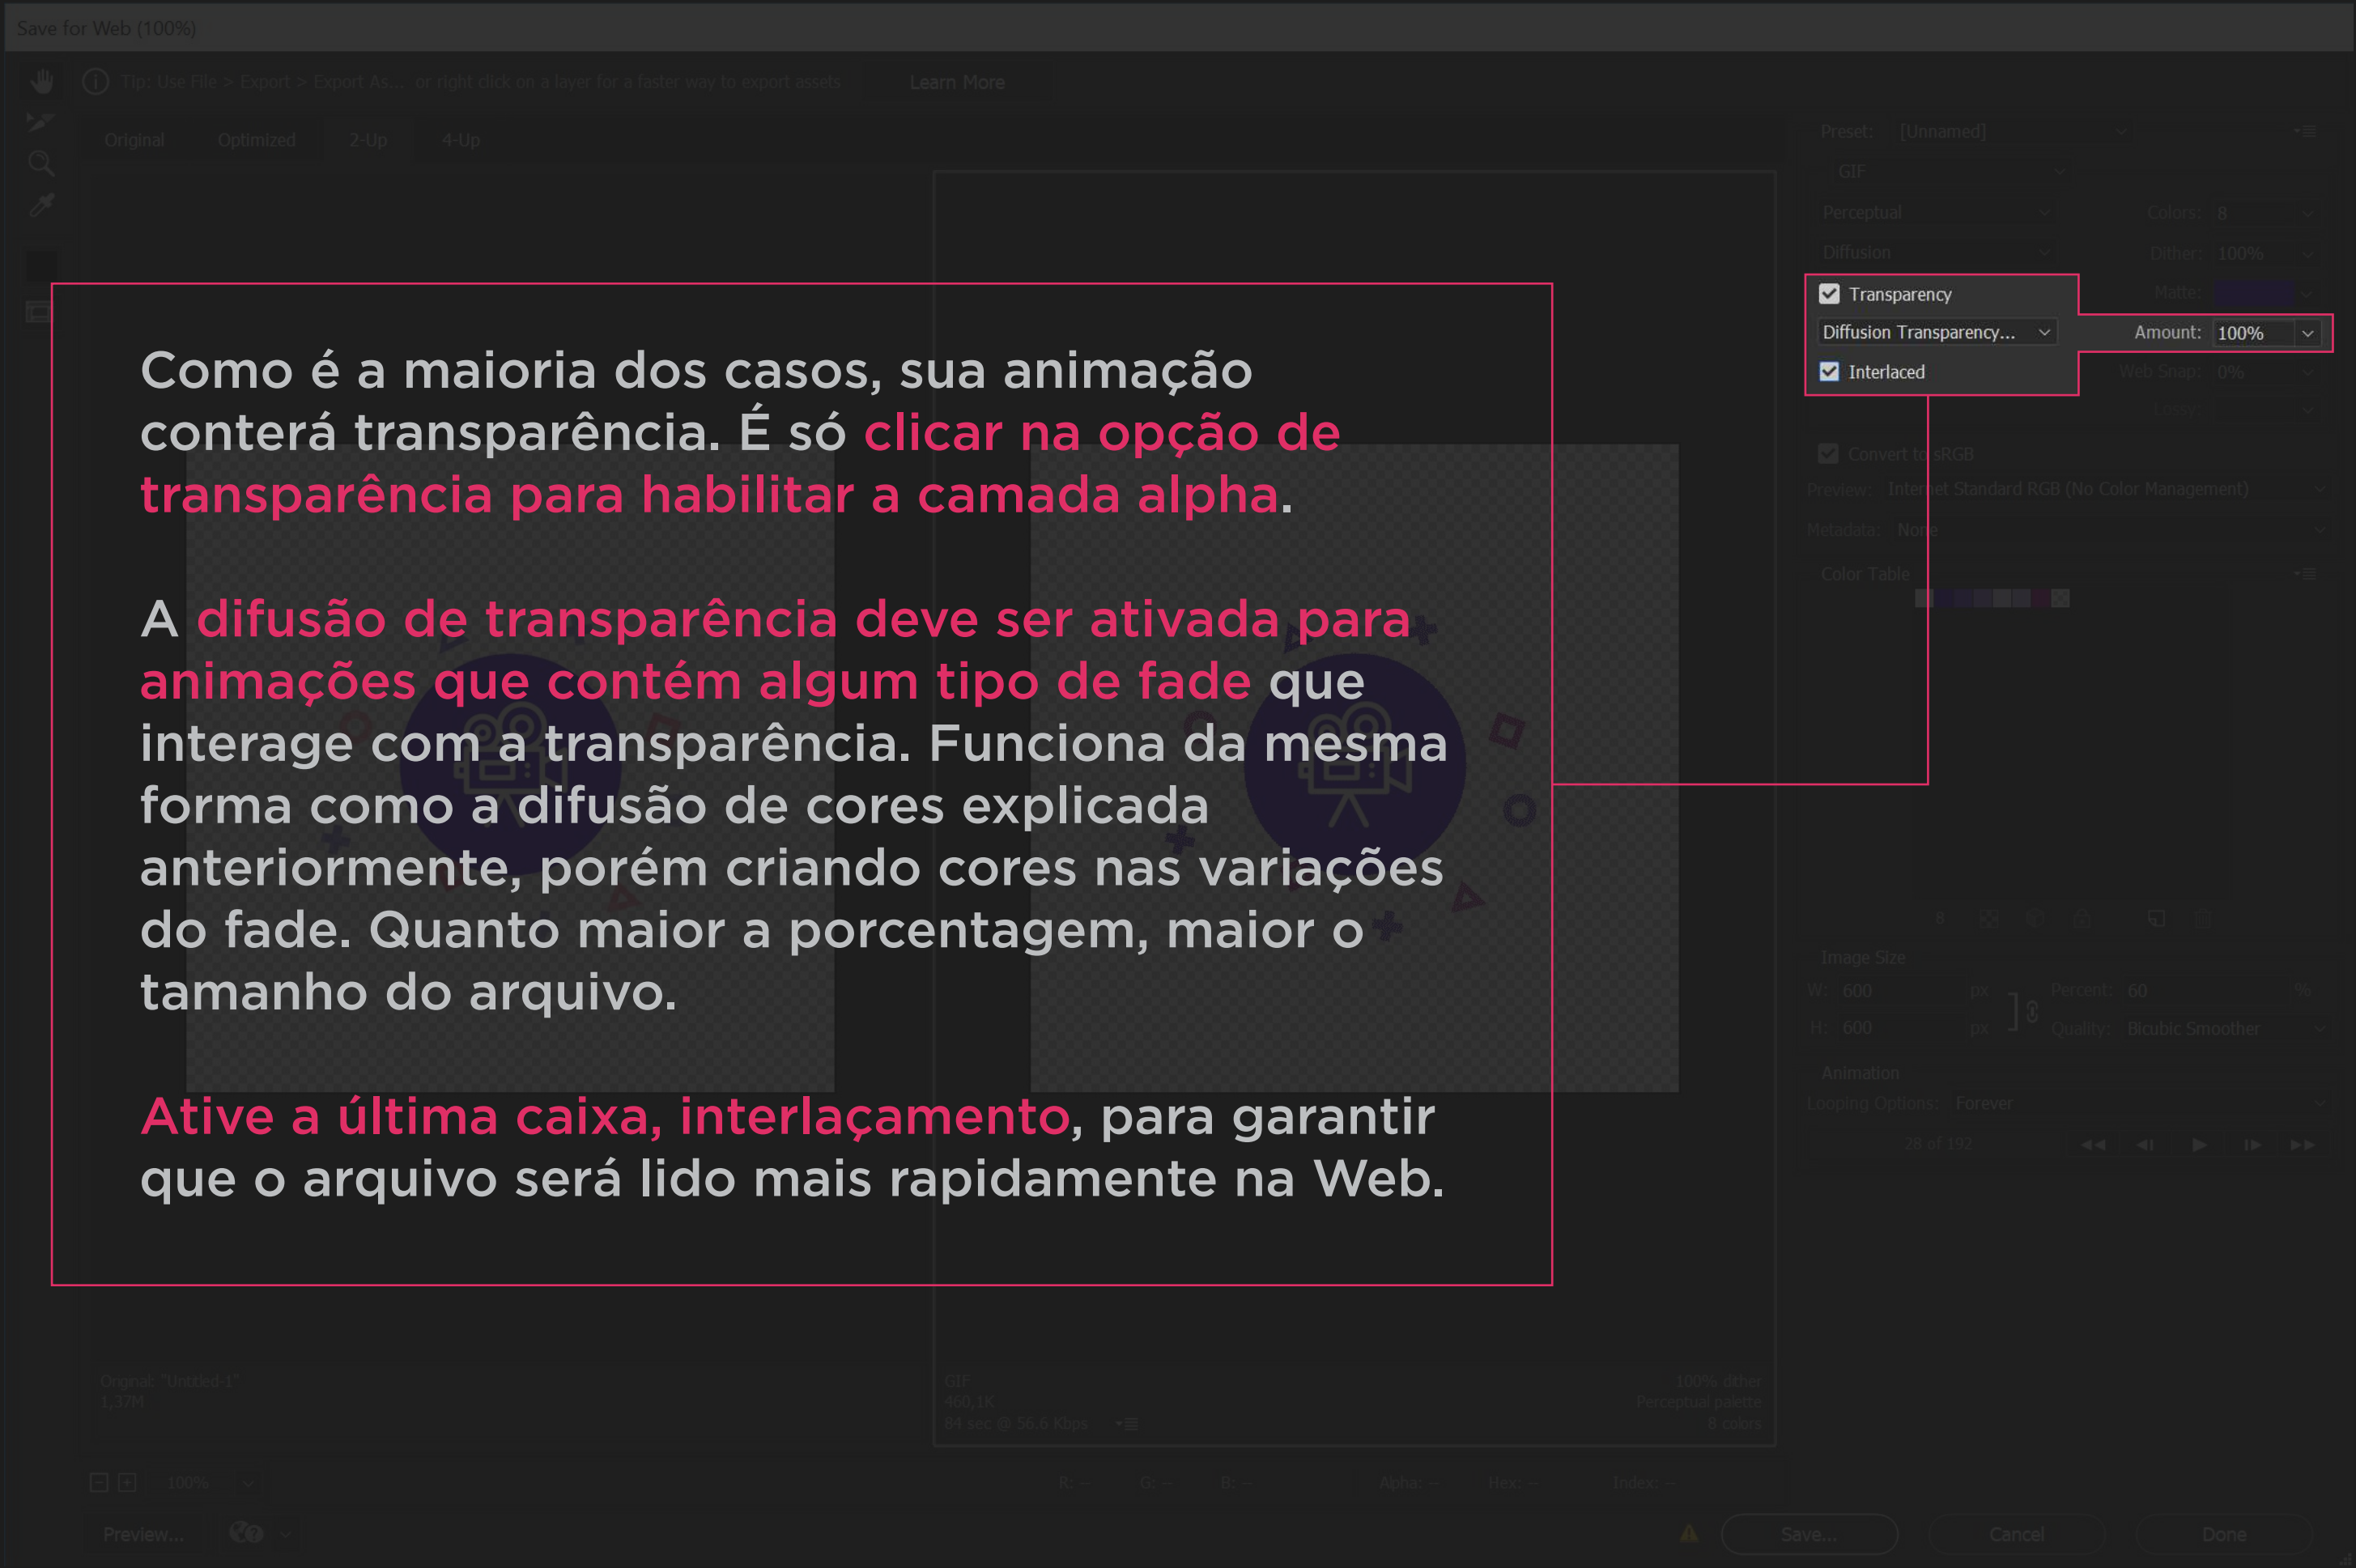 Save for Web (100%)
Tip: Use File > Export > Export As... or right click on a layer for a faster way to export assets
Learn More
Original
Optimized
2-Up
4-Up
Preset: [Unnamed]
GIF
Perceptual
Colors: 8
Diffusion
Dither: 100%
Transparency
Matte:
Diffusion Transparency...
Amount: 100%
Interlaced
Web Snap: 0%
Lossy:
Convert to sRGB
Preview: Internet Standard RGB (No Color Management)
Metadata: None
Color Table
8
Image Size
W: 600 px
Percent: 60 %
H: 600 px
Quality: Bicubic Smoother
Animation
Looping Options: Forever
28 of 192
Como é a maioria dos casos, sua animação
conterá transparência. É só clicar na opção de
transparência para habilitar a camada alpha.
A difusão de transparência deve ser ativada para
animações que contém algum tipo de fade que
interage com a transparência. Funciona da mesma
forma como a difusão de cores explicada
anteriormente, porém criando cores nas variações
do fade. Quanto maior a porcentagem, maior o
tamanho do arquivo.
Ative a última caixa, interlaçamento, para garantir
que o arquivo será lido mais rapidamente na Web.
Original: "Untitled-1"
1,37M
GIF
460,1K
84 sec @ 56.6 Kbps
100% dither
Perceptual palette
8 colors
100%
R: --
G: --
B: --
Alpha: --
Hex: --
Index: --
Preview...
Save...
Cancel
Done